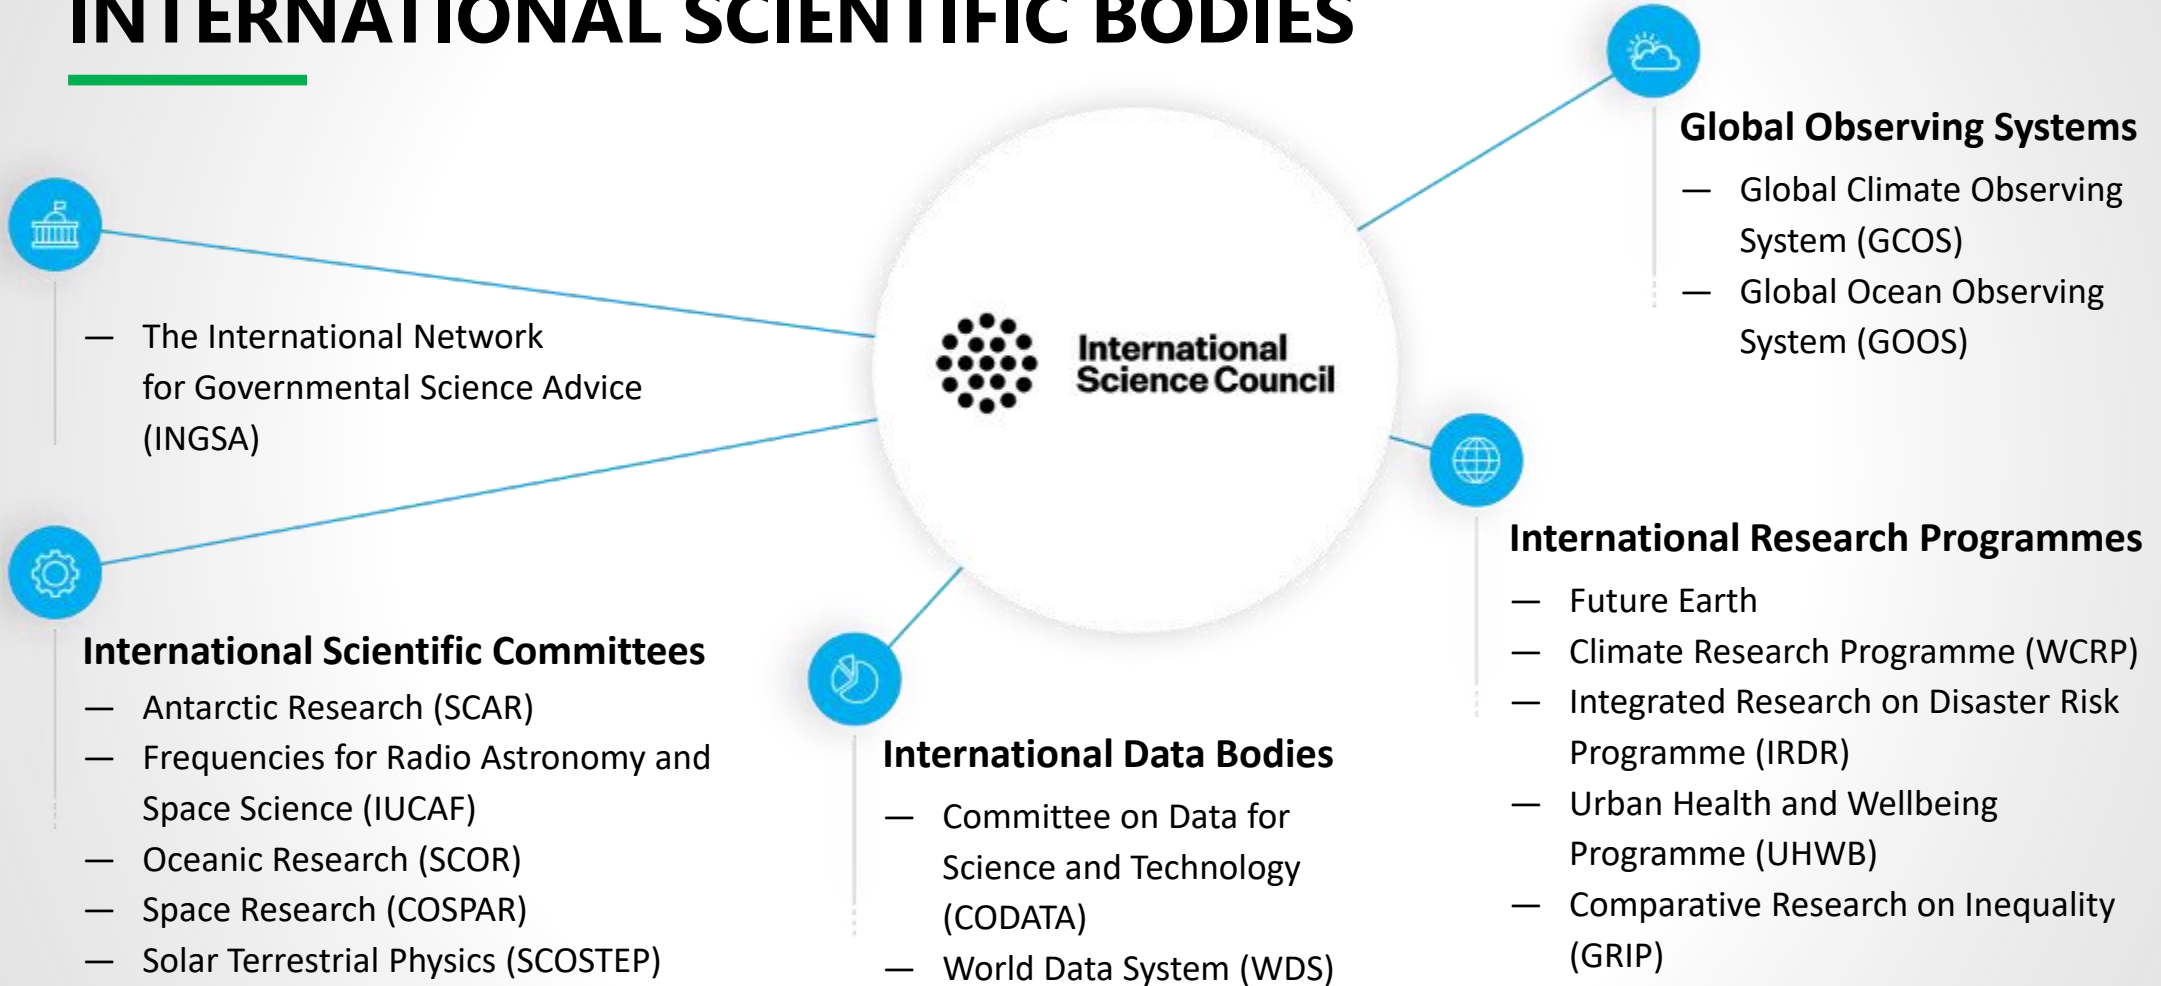 INTERNATIONAL SCIENTIFIC BODIES
— The International Network
for Governmental Science Advice
(INGSA)
International Scientific Committees
— Antarctic Research (SCAR)
— Frequencies for Radio Astronomy and
Space Science (IUCAF)
— Oceanic Research (SCOR)
— Space Research (COSPAR)
— Solar Terrestrial Physics (SCOSTEP)
International
Science Council
International Data Bodies
— Committee on Data for
Science and Technology
(CODATA)
— World Data System (WDS)
Global Observing Systems
— Global Climate Observing
System (GCOS)
— Global Ocean Observing
System (GOOS)
International Research Programmes
— Future Earth
— Climate Research Programme (WCRP)
— Integrated Research on Disaster Risk
Programme (IRDR)
— Urban Health and Wellbeing
Programme (UHWB)
— Comparative Research on Inequality
(GRIP)